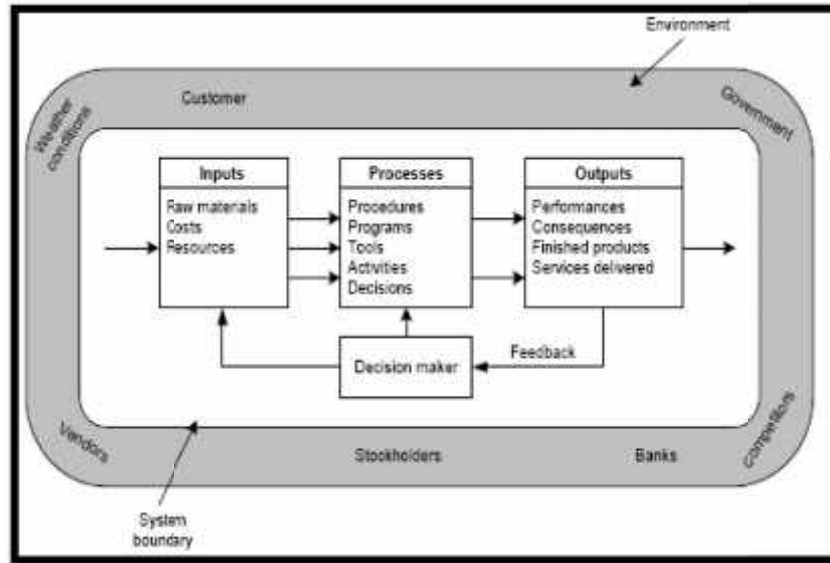 Environment
Customer
Government
Weather
conditions
Inputs
Raw materials
Costs
Resources
Processes
Procedures
Programs
Tools
Activities
Decisions
Outputs
Performances
Consequences
Finished products
Services delivered
Decision maker
Feedback
Vendors
Stockholders
Banks
competitors
System
boundary